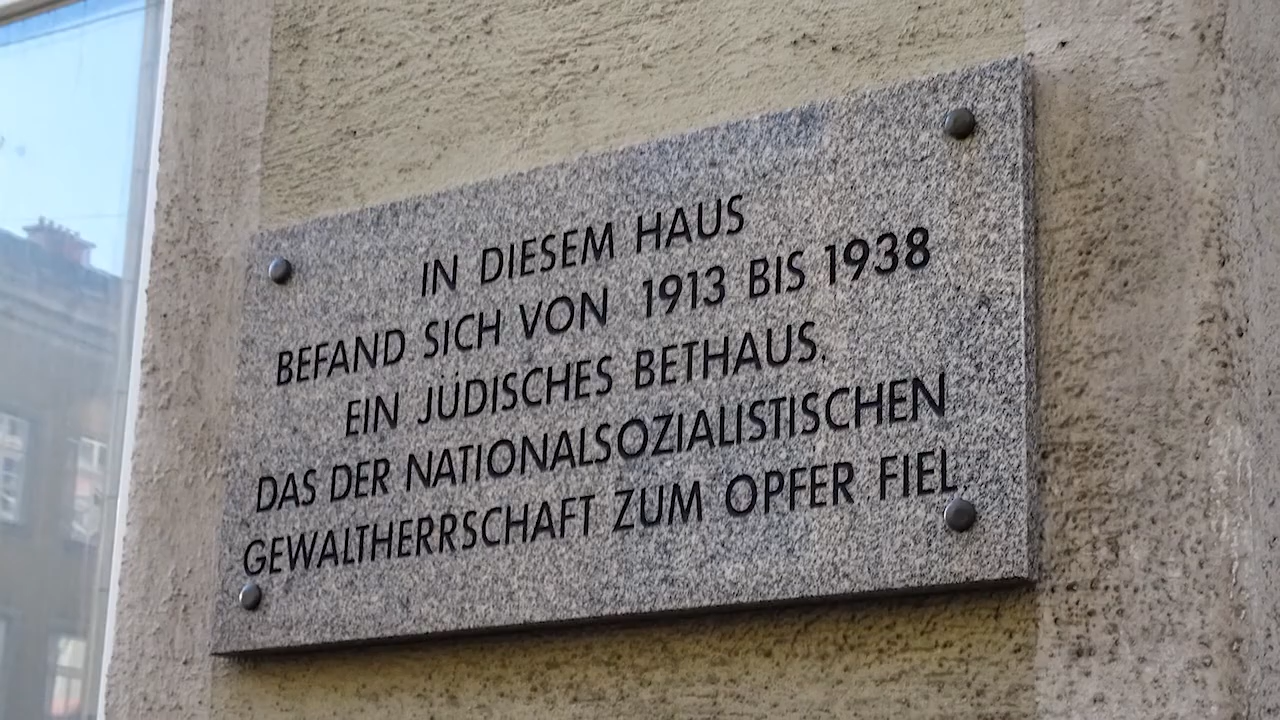 IN DIESEM HAUS
BEFAND SICH VON 1913 BIS 1938
EIN JÜDISCHES BETHAUS,
DAS DER NATIONALSOZIALISTISCHEN
GEWALTHERRSCHAFT ZUM OPFER FIEL.